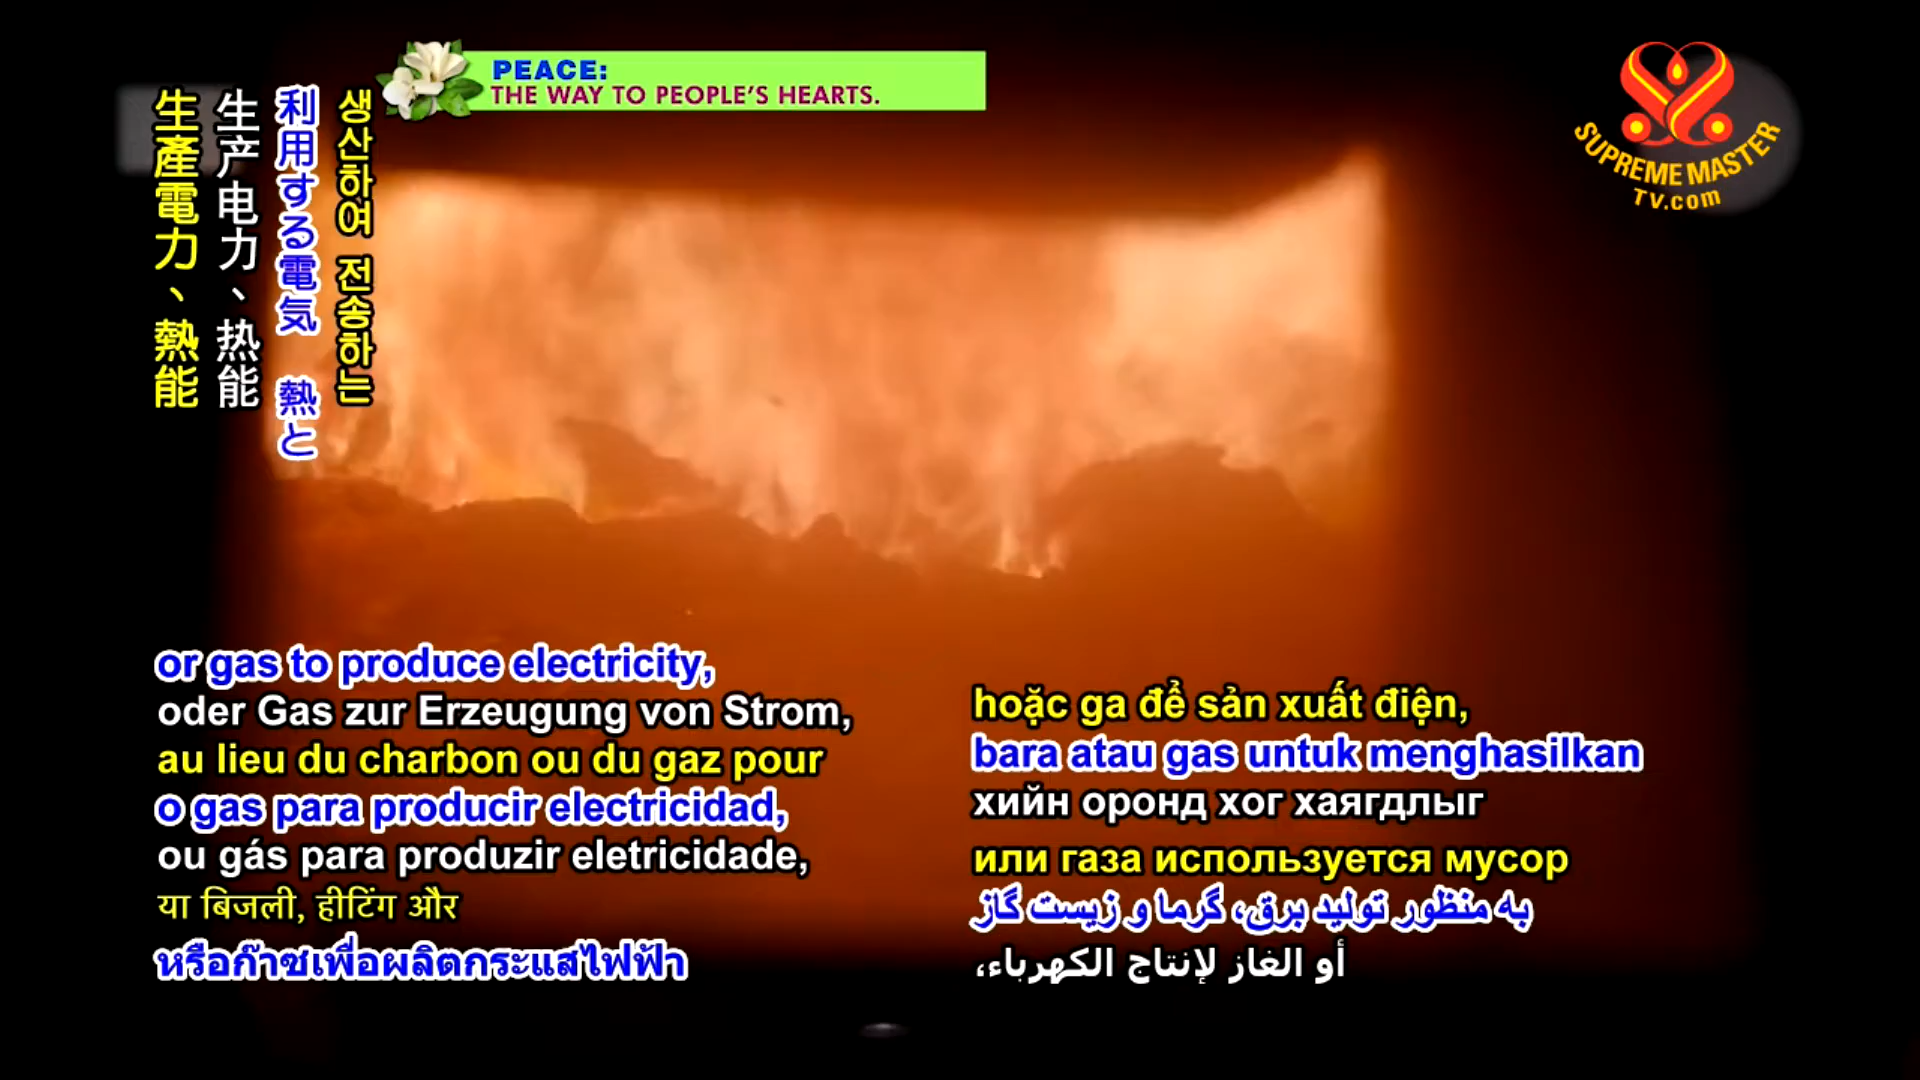 PEACE:
THE WAY TO PEOPLE'S HEARTS.
SUPREME MASTER
TV.com
생산하여 전송하는
利用する電気 熱と
生产电力、热能
生產電力、熱能
or gas to produce electricity,
oder Gas zur Erzeugung von Strom,
au lieu du charbon ou du gaz pour
o gas para producir electricidad,
ou gás para produzir eletricidade,
या बिजली, हीटिंग और
หรือก๊าซเพื่อผลิตกระแสไฟฟ้า
hoặc ga để sản xuất điện,
bara atau gas untuk menghasilkan
хийн оронд хог хаягдлыг
или газа используется мусор
به منظور تولید برق، گرما و زیست گاز
أو الغاز لإنتاج الكهرباء،